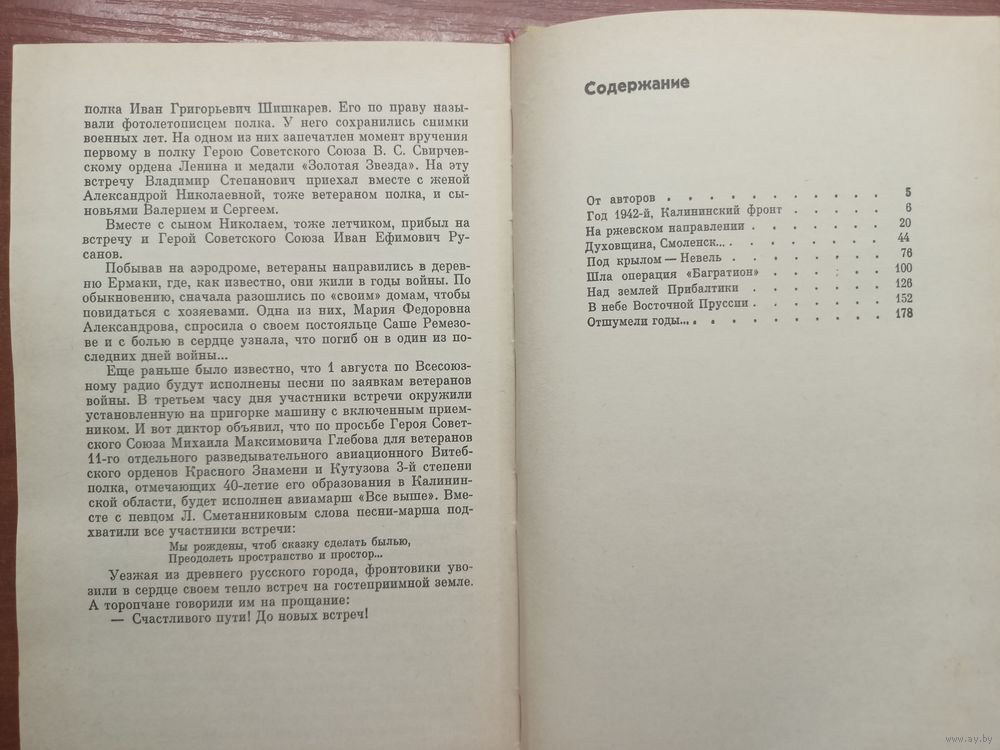 полка Иван Григорьевич Шишкарев. Его по праву назы-
вали фотолетописцем полка. У него сохранились снимки
военных лет. На одном из них запечатлен момент вручения
первому в полку Герою Советского Союза В. С. Свирчев-
скому ордена Ленина и медали «Золотая Звезда». На эту
встречу Владимир Степанович приехал вместе с женой
Александрой Николаевной, тоже ветераном полка, и сы-
новьями Валерием и Сергеем.
Вместе с сыном Николаем, тоже летчиком, прибыл на
встречу и Герой Советского Союза Иван Ефимович Ру-
санов.
Побывав на аэродроме, ветераны направились в дерев-
ню Ермаки, где, как известно, они жили в годы войны. По
обыкновению, сначала разошлись по «своим» домам, чтобы
повидаться с хозяевами. Одна из них, Мария Федоровна
Александрова, спросила о своем постояльце Саше Ремезо-
ве и с болью в сердце узнала, что погиб он в один из по-
следних дней войны...
Еще раньше было известно, что 1 августа по Всесоюз-
ному радио будут исполнены песни по заявкам ветеранов
войны. В третьем часу дня участники встречи окружили
установленную на пригорке машину с включенным прием-
ником. И вот диктор объявил, что по просьбе Героя Совет-
ского Союза Михаила Максимовича Глебова для ветеранов
11-го отдельного разведывательного авиационного Витеб-
ского орденов Красного Знамени и Кутузова 3-й степени
полка, отмечающих 40-летие его образования в Калинин-
ской области, будет исполнен авиамарш «Все выше». Вме-
сте с певцом Л. Сметанниковым слова песни-марша под-
хватили все участники встречи:
Мы рождены, чтоб сказку сделать былью,
Преодолеть пространство и простор...
Уезжая из древнего русского города, фронтовики уво-
зили в сердце своем тепло встреч на гостеприимной земле.
А торопчане говорили им на прощание:
— Счастливого пути! До новых встреч!
Содержание
От авторов . . . . . . . . . . 5
Год 1942-й, Калининский фронт . . . . . 6
На ржевском направлении . . . . . . . 20
Духовщина, Смоленск... . . . . . . . . 44
Под крылом — Невель . . . . . . . . 76
Шла операция «Багратион» . . . . . . 100
Над землей Прибалтики . . . . . . . 126
В небе Восточной Пруссии . . . . . . . 152
Отшумели годы... . . . . . . . . . 178
www.ay.by